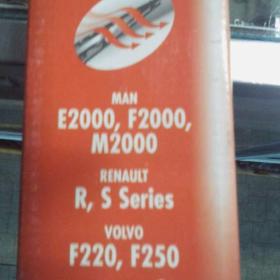 MAN
E2000, F2000,
M2000
RENAULT
R, S Series
VOLVO
F220, F250